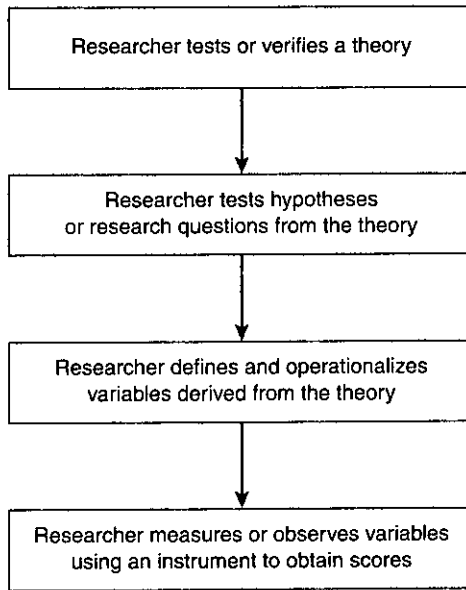 Researcher tests or verifies a theory
Researcher tests hypotheses
or research questions from the theory
Researcher defines and operationalizes
variables derived from the theory
Researcher measures or observes variables
using an instrument to obtain scores